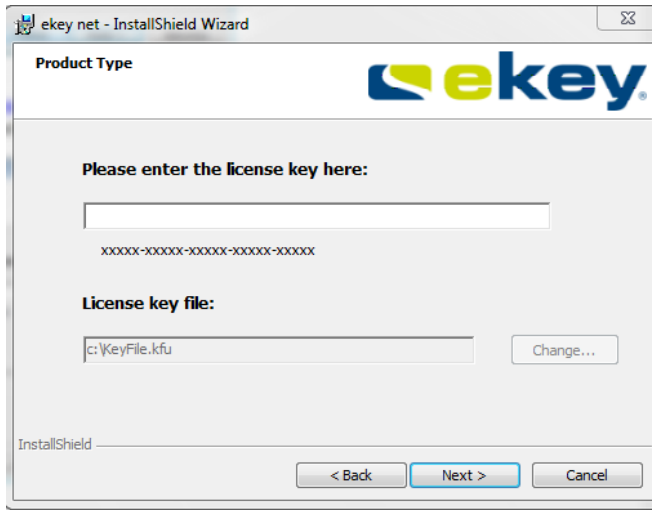 ekey net - InstallShield Wizard
Product Type
ekey
Please enter the license key here:
xxxxx-xxxxx-xxxxx-xxxxx-xxxxx
License key file:
c:\KeyFile.kfu
Change...
InstallShield
< Back
Next >
Cancel